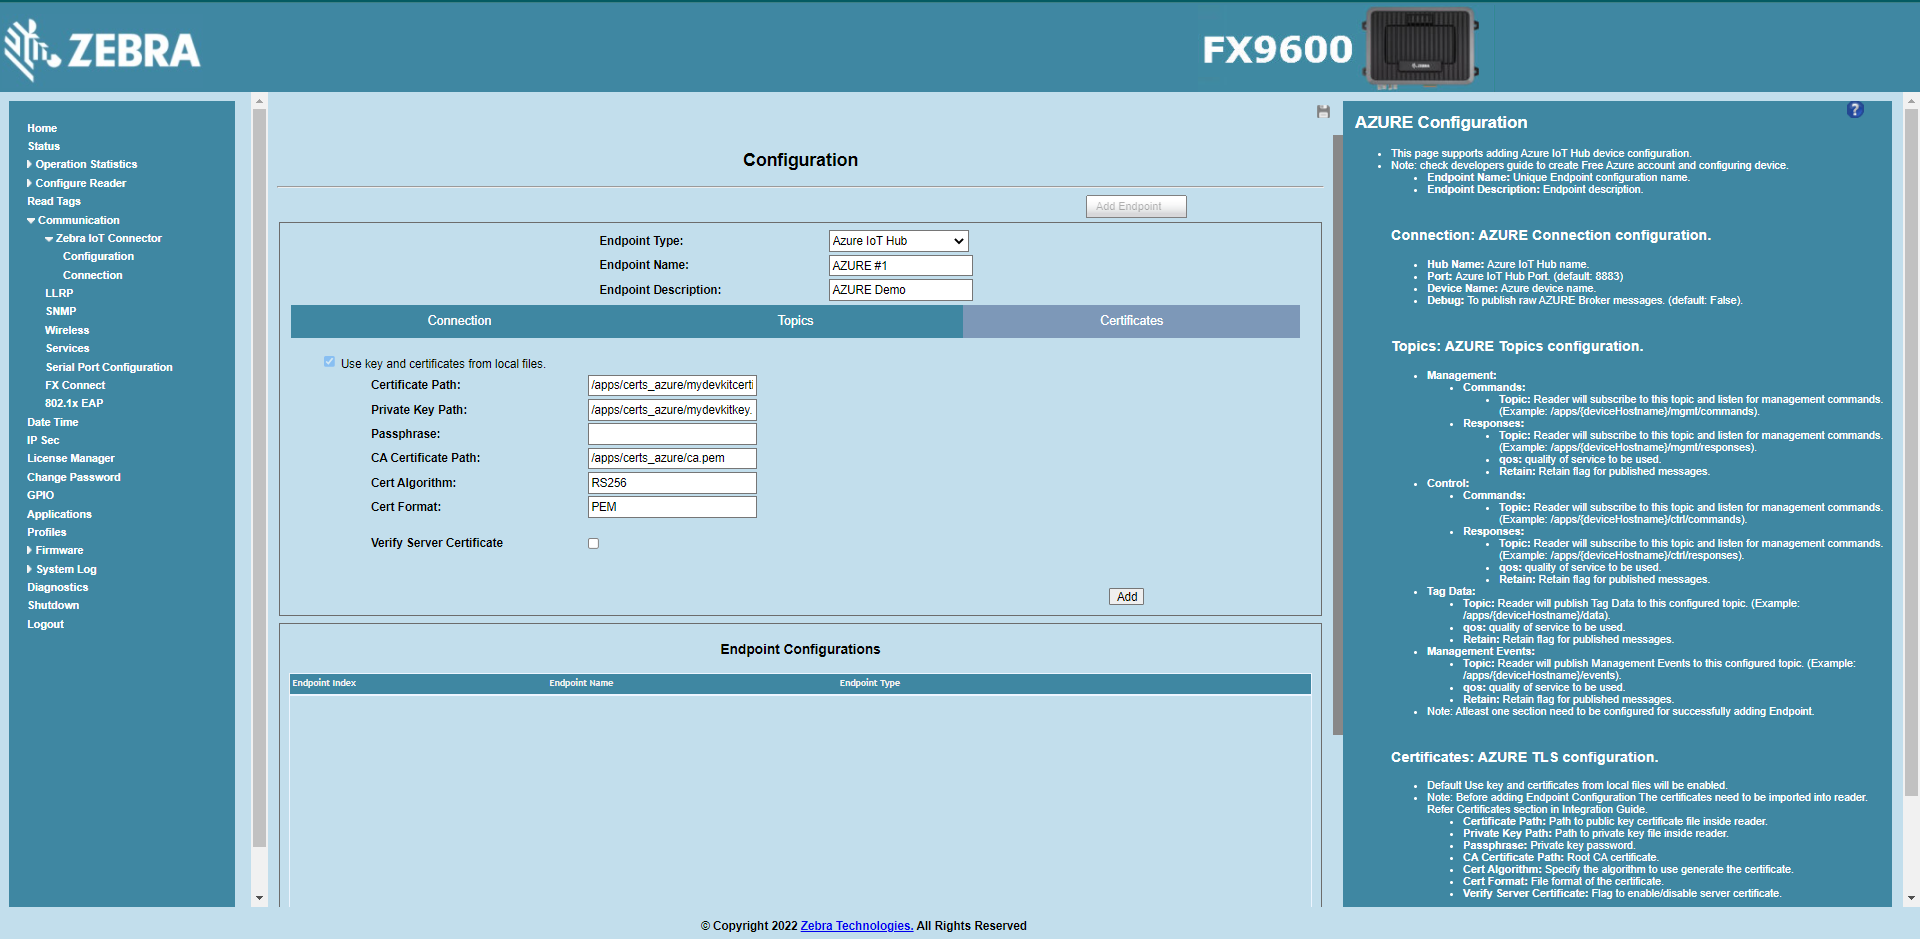 ZEBRA
FX9600
Home
Status
Operation Statistics
Configure Reader
Read Tags
Communication
Zebra IoT Connector
Configuration
Connection
LLRP
SNMP
Wireless
Services
Serial Port Configuration
FX Connect
802.1x EAP
Date Time
IP Sec
License Manager
Change Password
GPIO
Applications
Profiles
Firmware
System Log
Diagnostics
Shutdown
Logout
Configuration
Add Endpoint
Endpoint Type: Azure IoT Hub
Endpoint Name: AZURE #1
Endpoint Description: AZURE Demo
Connection Topics Certificates
Use key and certificates from local files.
Certificate Path: /apps/certs_azure/mydevkitcerti
Private Key Path: /apps/certs_azure/mydevkitkey.
Passphrase:
CA Certificate Path: /apps/certs_azure/ca.pem
Cert Algorithm: RS256
Cert Format: PEM
Verify Server Certificate
Add
Endpoint Configurations
Endpoint Index Endpoint Name Endpoint Type
?
AZURE Configuration
This page supports adding Azure IoT Hub device configuration.
Note: check developers guide to create Free Azure account and configuring device.
Endpoint Name: Unique Endpoint configuration name.
Endpoint Description: Endpoint description.
Connection: AZURE Connection configuration.
Hub Name: Azure IoT Hub name.
Port: Azure IoT Hub Port. (default: 8883)
Device Name: Azure device name.
Debug: To publish raw AZURE Broker messages. (default: False).
Topics: AZURE Topics configuration.
Management:
Commands:
Topic: Reader will subscribe to this topic and listen for management commands.
(Example: /apps/{deviceHostname}/mgmt/commands).
Responses:
Topic: Reader will subscribe to this topic and listen for management commands.
(Example: /apps/{deviceHostname}/mgmt/responses).
qos: quality of service to be used.
Retain: Retain flag for published messages.
Control:
Commands:
Topic: Reader will subscribe to this topic and listen for management commands.
(Example: /apps/{deviceHostname}/ctrl/commands).
Responses:
Topic: Reader will subscribe to this topic and listen for management commands.
(Example: /apps/{deviceHostname}/ctrl/responses).
qos: quality of service to be used.
Retain: Retain flag for published messages.
Tag Data:
Topic: Reader will publish Tag Data to this configured topic. (Example:
/apps/{deviceHostname}/data).
qos: quality of service to be used.
Retain: Retain flag for published messages.
Management Events:
Topic: Reader will publish Management Events to this configured topic. (Example:
/apps/{deviceHostname}/events).
qos: quality of service to be used.
Retain: Retain flag for published messages.
Note: Atleast one section need to be configured for successfully adding Endpoint.
Certificates: AZURE TLS configuration.
Default Use key and certificates from local files will be enabled.
Note: Before adding Endpoint Configuration The certificates need to be imported into reader.
Refer Certificates section in Integration Guide.
Certificate Path: Path to public key certificate file inside reader.
Private Key Path: Path to private key file inside reader.
Passphrase: Private key password.
CA Certificate Path: Root CA certificate.
Cert Algorithm: Specify the algorithm to use generate the certificate.
Cert Format: File format of the certificate.
Verify Server Certificate: Flag to enable/disable server certificate.
© Copyright 2022 Zebra Technologies. All Rights Reserved